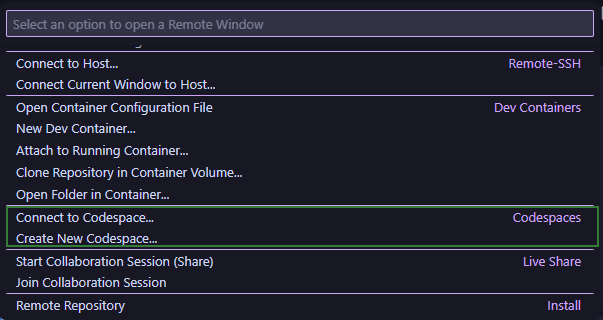 Select an option to open a Remote Window
Connect to Host... Remote-SSH
Connect Current Window to Host...
Open Container Configuration File Dev Containers
New Dev Container...
Attach to Running Container...
Clone Repository in Container Volume...
Open Folder in Container...
Connect to Codespace... Codespaces
Create New Codespace...
Start Collaboration Session (Share) Live Share
Join Collaboration Session
Remote Repository Install